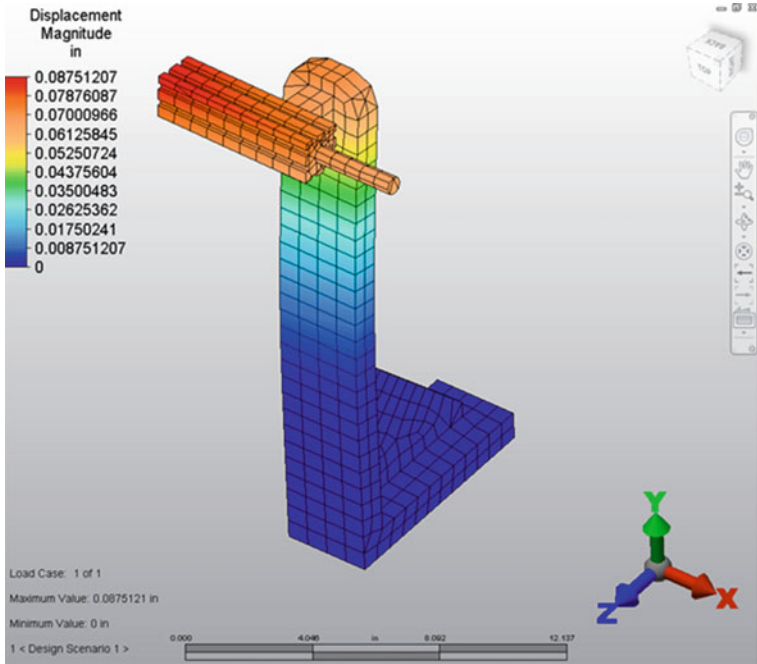 Displacement
Magnitude
in
0.08751207
0.07876087
0.07000966
0.06125845
0.05250724
0.04375604
0.03500483
0.02625362
0.01750241
0.008751207
0
TOP
Load Case: 1 of 1
Maximum Value: 0.0875121 in
Minimum Value: 0 in
1 < Design Scenario 1 >
0.000 4.046 in 8.092 12.137
Y
X
Z